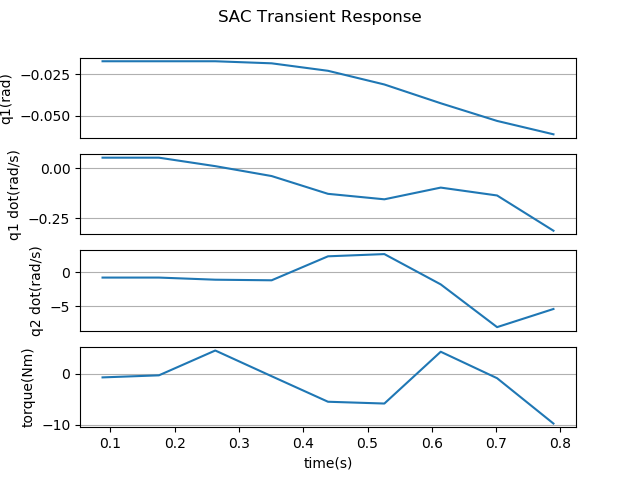 SAC Transient Response
q1(rad)
−0.025
−0.050
q1 dot(rad/s)
0.00
−0.25
q2 dot(rad/s)
0
−5
torque(Nm)
0
−10
0.1 0.2 0.3 0.4 0.5 0.6 0.7 0.8
time(s)